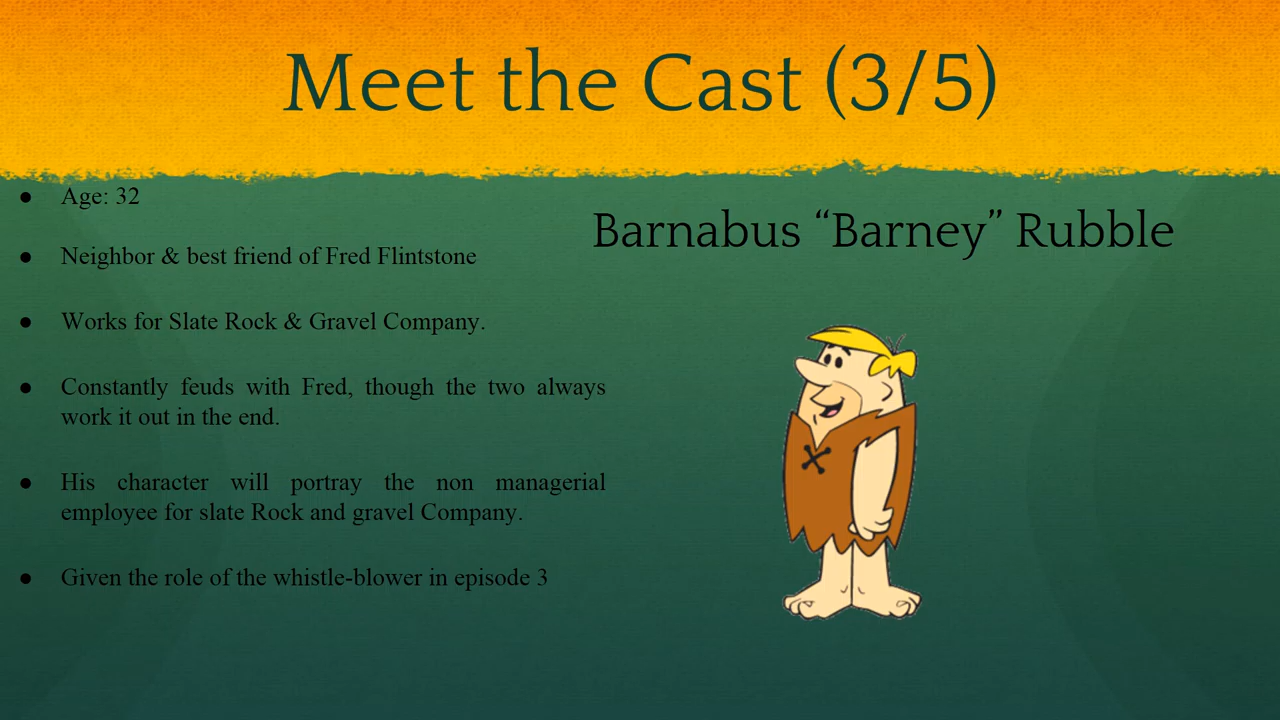 Meet the Cast (3/5)
● Age: 32
● Neighbor & best friend of Fred Flintstone
● Works for Slate Rock & Gravel Company.
● Constantly feuds with Fred, though the two always
work it out in the end.
● His character will portray the non managerial
employee for slate Rock and gravel Company.
● Given the role of the whistle-blower in episode 3
Barnabus “Barney” Rubble